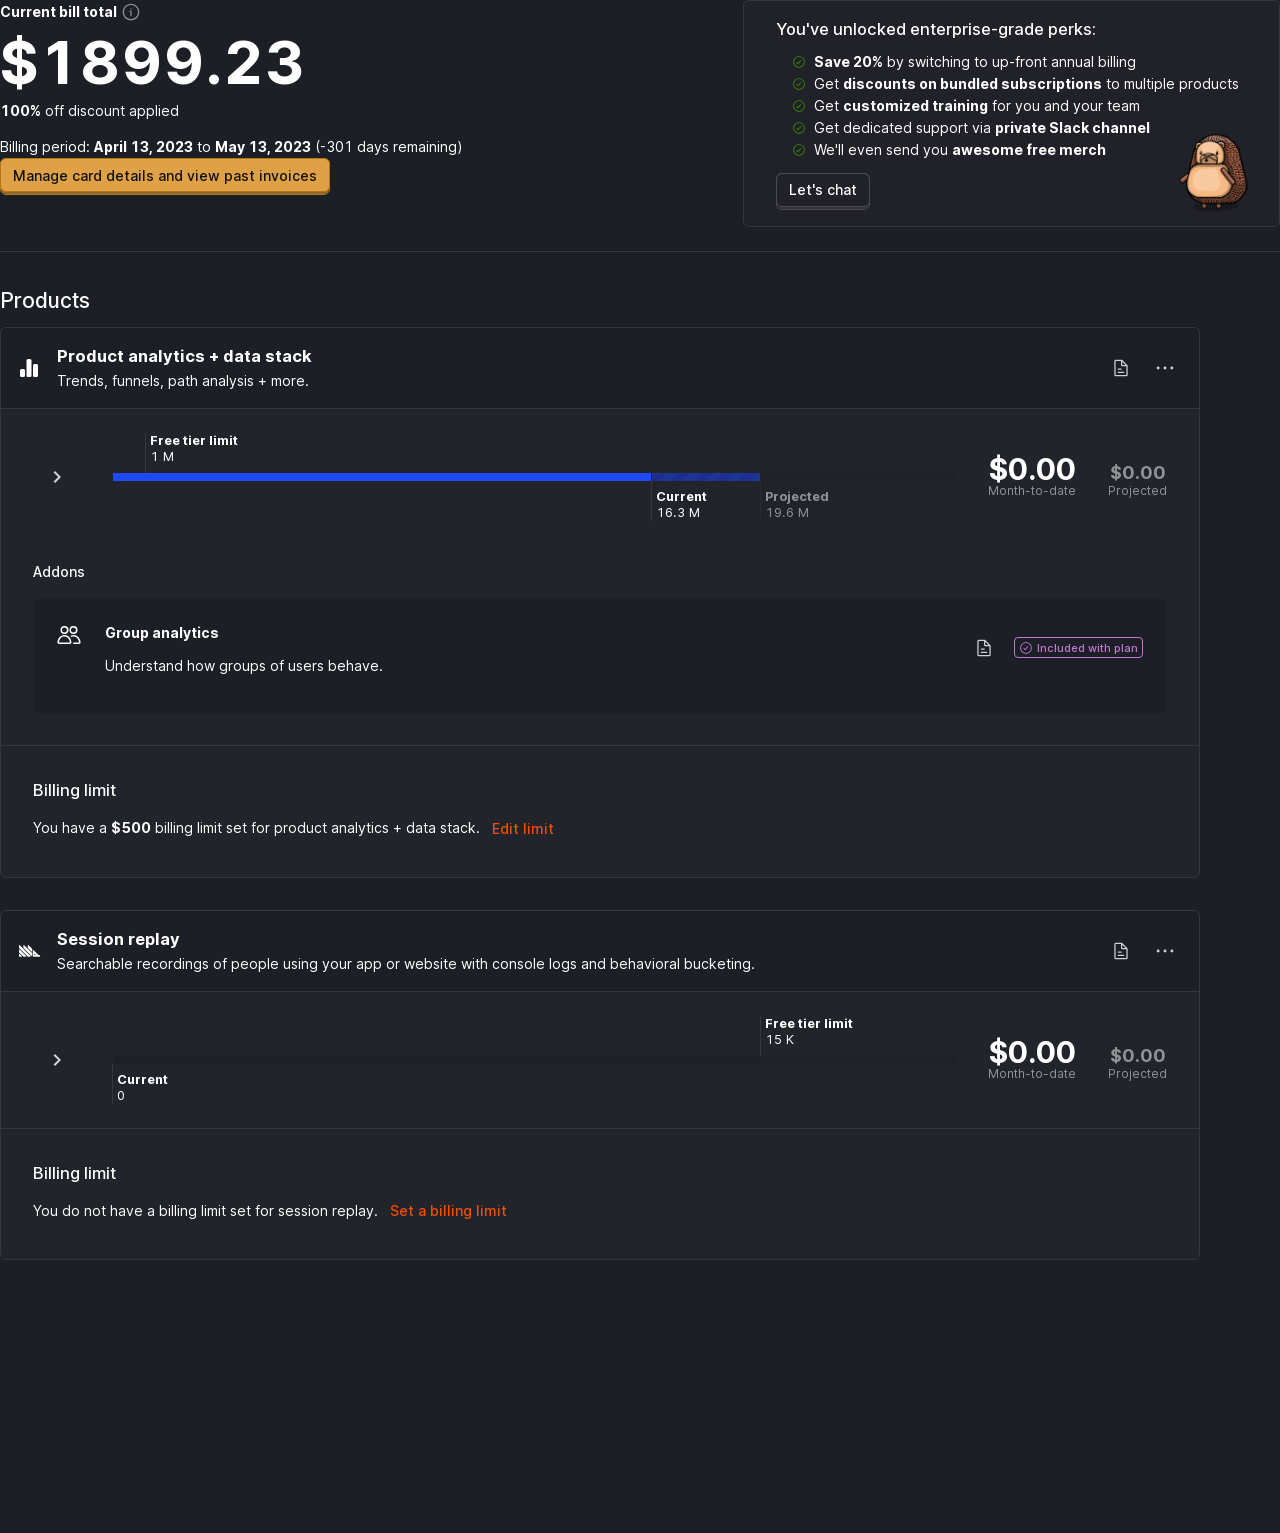 Current bill total
$1899.23
100% off discount applied
Billing period: April 13, 2023 to May 13, 2023 (-301 days remaining)
Manage card details and view past invoices
You've unlocked enterprise-grade perks:
Save 20% by switching to up-front annual billing
Get discounts on bundled subscriptions to multiple products
Get customized training for you and your team
Get dedicated support via private Slack channel
We'll even send you awesome free merch
Let's chat
Products
Product analytics + data stack
Trends, funnels, path analysis + more.
Free tier limit
1 M
Current
16.3 M
Projected
19.6 M
$0.00
Month-to-date
$0.00
Projected
Addons
Group analytics
Understand how groups of users behave.
Included with plan
Billing limit
You have a $500 billing limit set for product analytics + data stack. Edit limit
Session replay
Searchable recordings of people using your app or website with console logs and behavioral bucketing.
Free tier limit
15 K
Current
0
$0.00
Month-to-date
$0.00
Projected
Billing limit
You do not have a billing limit set for session replay. Set a billing limit